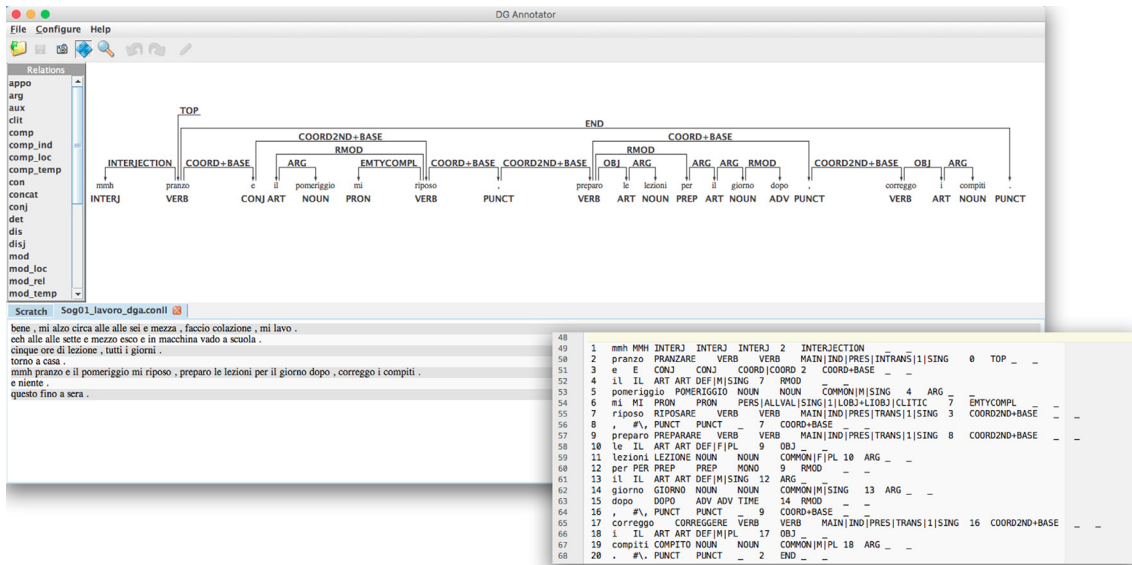 DG Annotator
File Configure Help
Relations
appo
arg
aux
clit
comp
comp_ind
comp_loc
comp_temp
con
concat
conj
det
dis
disj
mod
mod_loc
mod_rel
mod_temp
TOP
END
COORD2ND+BASE COORD+BASE
RMOD RMOD
INTERJECTION COORD+BASE ARG EMTYCOMPL COORD+BASE COORD2ND+BASE OBJ ARG ARG ARG RMOD COORD2ND+BASE OBJ ARG
mmh pranzo e il pomeriggio mi riposo , preparo le lezioni per il giorno dopo , correggo i compiti .
INTERJ VERB CONJ ART NOUN PRON VERB PUNCT VERB ART NOUN PREP ART NOUN ADV PUNCT VERB ART NOUN PUNCT
Scratch Sog01_lavoro_dga.conll
bene , mi alzo circa alle alle sei e mezza , faccio colazione , mi lavo .
eeh alle alle sette e mezzo esco e in macchina vado a scuola .
cinque ore di lezione , tutti i giorni .
torno a casa .
mmh pranzo e il pomeriggio mi riposo , preparo le lezioni per il giorno dopo , correggo i compiti .
e niente .
questo fino a sera .
48
49 1 mmh MMH INTERJ INTERJ INTERJ 2 INTERJECTION _ _
50 2 pranzo PRANZARE VERB VERB MAIN|IND|PRES|INTRANS|1|SING 0 TOP _ _
51 3 e E CONJ CONJ COORD|COORD 2 COORD+BASE _ _
52 4 il IL ART ART DEF|M|SING 7 RMOD _ _
53 5 pomeriggio POMERIGGIO NOUN NOUN COMMON|M|SING 4 ARG _ _
54 6 mi MI PRON PRON PERS|ALLVAL|SING|1|LOBJ+LIOBJ|CLITIC 7 EMTYCOMPL _ _
55 7 riposo RIPOSARE VERB VERB MAIN|IND|PRES|TRANS|1|SING 3 COORD2ND+BASE _ _
56 8 , #\, PUNCT PUNCT _ 7 COORD+BASE _ _
57 9 preparo PREPARARE VERB VERB MAIN|IND|PRES|TRANS|1|SING 8 COORD2ND+BASE _ _
58 10 le IL ART ART DEF|F|PL 9 OBJ _ _
59 11 lezioni LEZIONE NOUN NOUN COMMON|F|PL 10 ARG _ _
60 12 per PER PREP PREP MONO 9 RMOD _ _
61 13 il IL ART ART DEF|M|SING 12 ARG _ _
62 14 giorno GIORNO NOUN NOUN COMMON|M|SING 13 ARG _ _
63 15 dopo DOPO ADV ADV TIME 14 RMOD _ _
64 16 , #\, PUNCT PUNCT _ 9 COORD+BASE _ _
65 17 correggo CORREGGERE VERB VERB MAIN|IND|PRES|TRANS|1|SING 16 COORD2ND+BASE _ _
66 18 i IL ART ART DEF|M|PL 17 OBJ _ _
67 19 compiti COMPITO NOUN NOUN COMMON|M|PL 18 ARG _ _
68 20 . #\. PUNCT PUNCT _ 2 END _ _